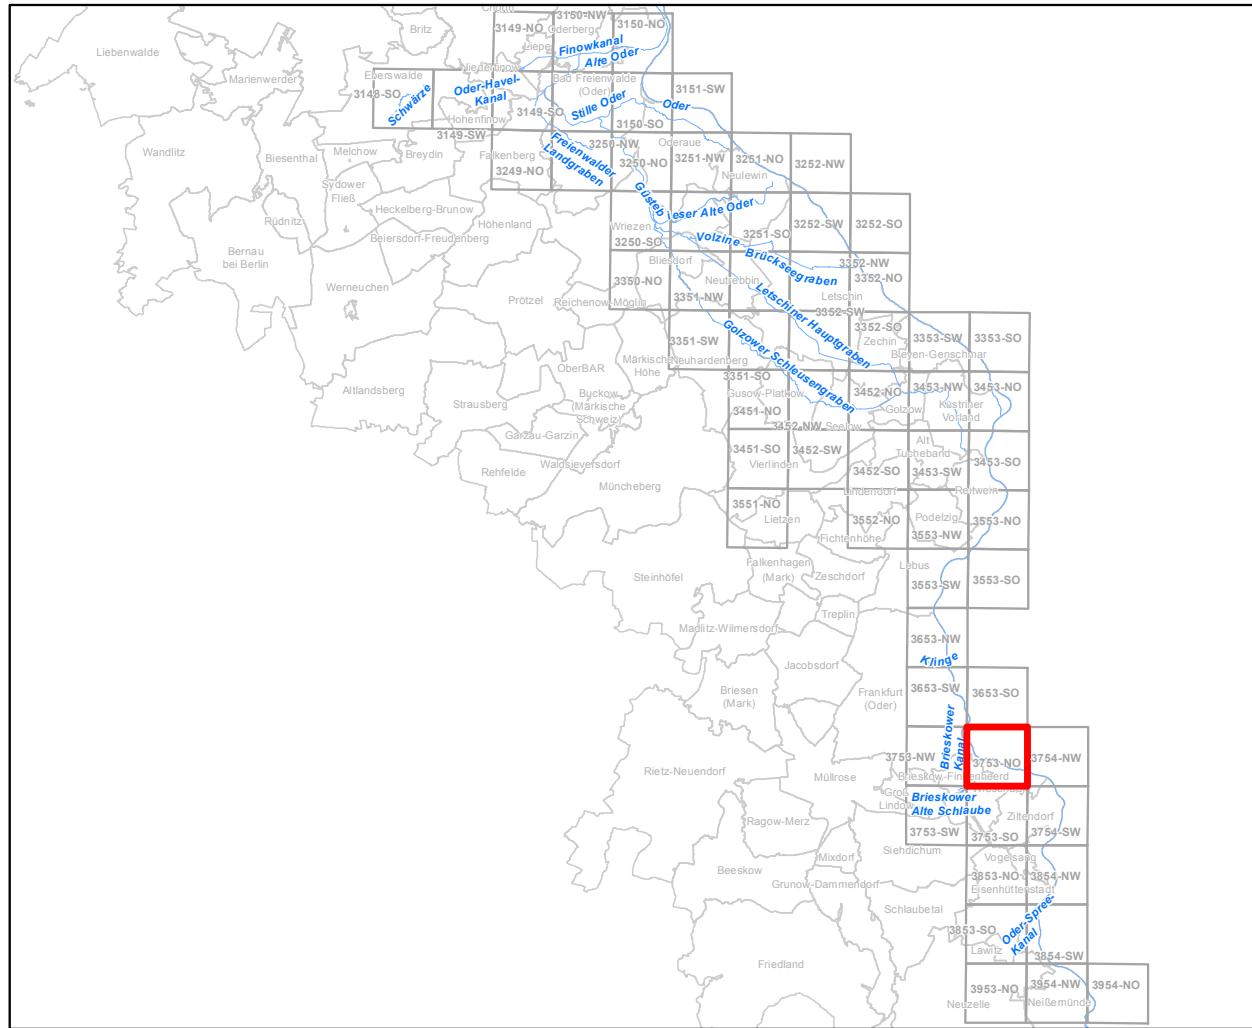 3150-NW
3149-NO
3150-NO
Oderberg
Britz
Liebenwalde
Liepe
Finowkanal
Alte Oder
Niederfinow
Marienwerder
Eberswalde
Bad Freienwalde
(Oder)
3148-SO
Schwärze
Oder-Havel-
Kanal
3151-SW
Stille Oder
Oder
3149-SO
Hohenfinow
3150-SO
3149-SW
Wandlitz
Biesenthal
Melchow
Breydin
Falkenberg
3249-NO
Freienwalder
Landgraben
3250-NW
3250-NO
Oderaue
3251-NW
3251-NO
3252-NW
Neulewin
Sydower
Fließ
Rüdnitz
Heckelberg-Brunow
Höhenland
Güsteb
ieser Alte Oder
Beiersdorf-Freudenberg
Wriezen
3250-SO
3251-SO
3252-SW
3252-SO
Bernau
bei Berlin
Volzine
Brückseegraben
Bliesdorf
3352-NW
3352-NO
Werneuchen
Prötzel
3350-NO
Neutrebbin
Reichenow-Möglin
3351-NW
Letschiner Hauptgraben
Letschin
3352-SW
3352-SO
Zechin
3353-SW
3353-SO
Golzower Schleusengraben
3351-SW
Bleyen-Genschmar
Märkische
Höhe
Neuhardenberg
OberBAR
3351-SO
Altlandsberg
Strausberg
Buckow
(Märkische
Schweiz)
Gusow-Platkow
3452-NO
3453-NW
3453-NO
3451-NO
Golzow
Küstriner
Vorland
3452-NW
Seelow
Garzau-Garzin
Alt
Tucheband
Rehfelde
Waldsieversdorf
3451-SO
3452-SW
Vierlinden
3452-SO
3453-SW
3453-SO
Müncheberg
Lindendorf
Reitwein
3551-NO
Lietzen
3552-NO
Podelzig
3553-NO
Fichtenhöhe
3553-NW
Falkenhagen
(Mark)
Lebus
Steinhöfel
Zeschdorf
3553-SW
3553-SO
Treplin
Madlitz-Wilmersdorf
3653-NW
Jacobsdorf
Klinge
Briesen
(Mark)
Frankfurt
(Oder)
3653-SW
3653-SO
Brieskower
Kanal
Rietz-Neuendorf
Müllrose
3753-NW
3753-NO
3754-NW
Brieskow-Finkenheerd
Groß
Lindow
Brieskower
Alte Schlaube
Ziltendorf
Ragow-Merz
3753-SW
3753-SO
3754-SW
Mixdorf
Siehdichum
Vogelsang
Beeskow
Grunow-Dammendorf
3853-NO
3854-NW
Eisenhüttenstadt
Schlaubetal
Oder-Spree-
Kanal
3853-SO
Lawitz
3854-SW
Friedland
3953-NO
3954-NW
3954-NO
Neuzelle
Neißemünde